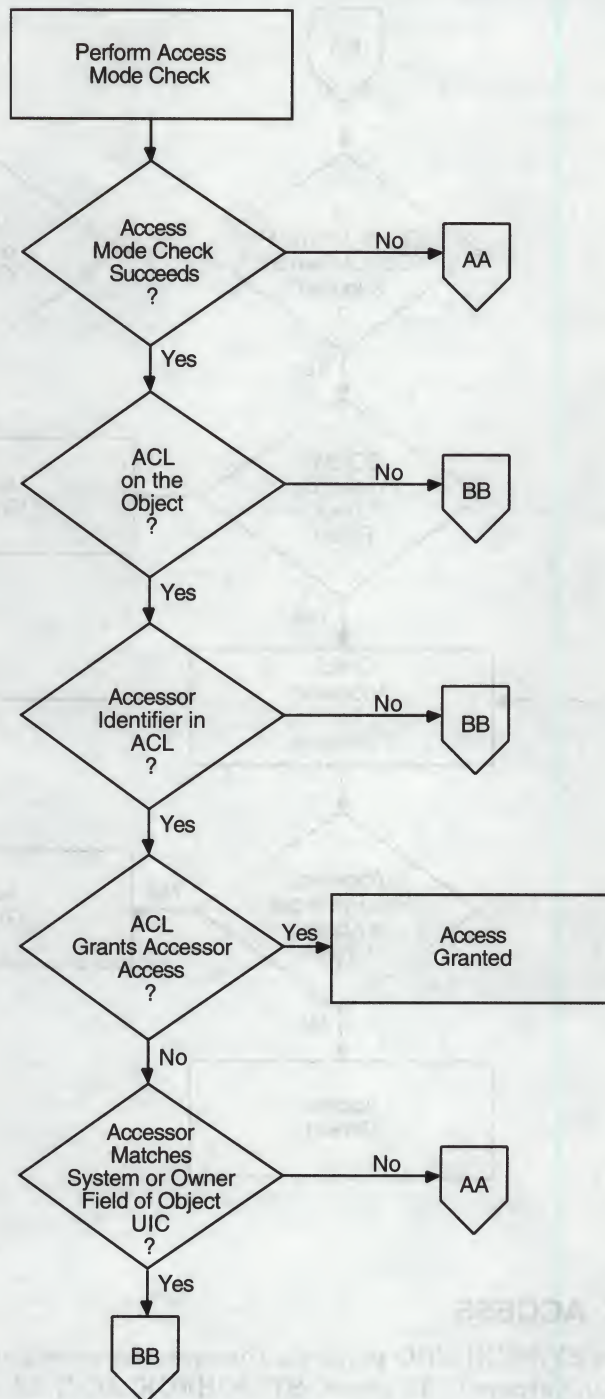 Perform Access
Mode Check
Access
Mode Check
Succeeds
?
No
AA
Yes
ACL
on the
Object
?
No
BB
Yes
Accessor
Identifier in
ACL
?
No
BB
Yes
ACL
Grants Accessor
Access
?
Yes
Access
Granted
No
Accessor
Matches
System or Owner
Field of Object
UIC
?
No
AA
Yes
BB
ACCESS